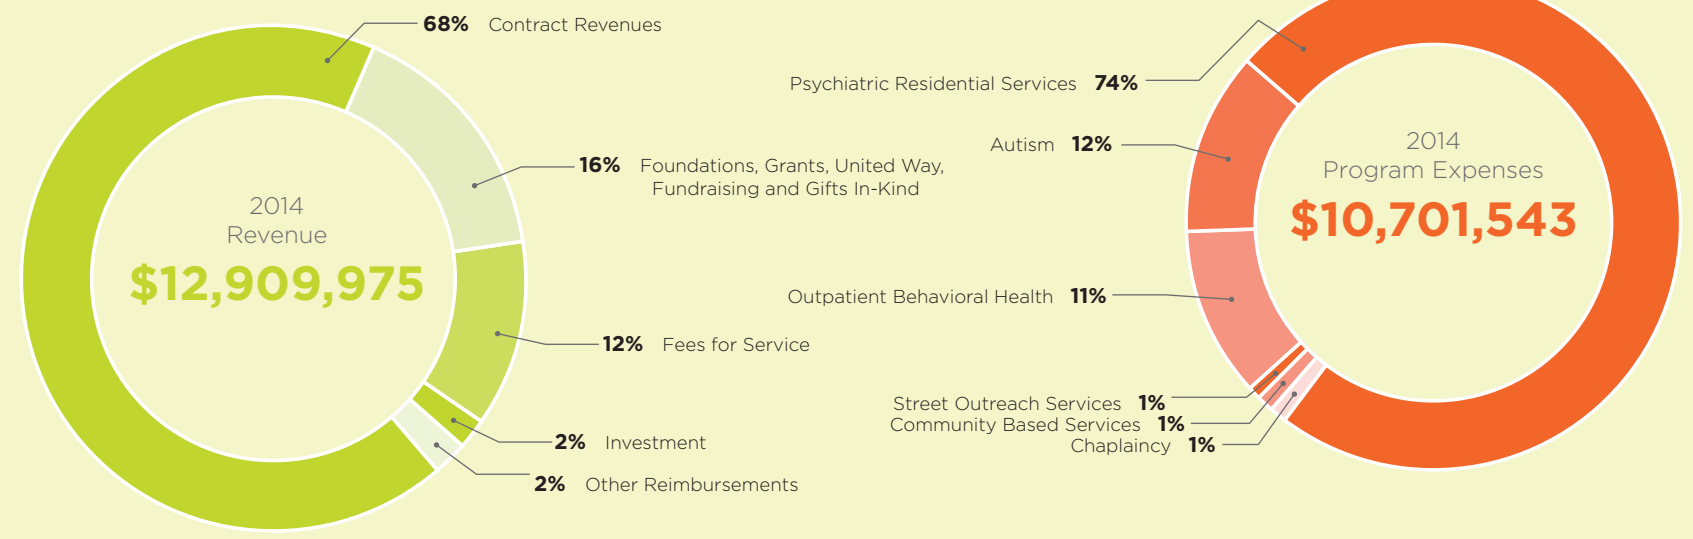 68% Contract Revenues
16% Foundations, Grants, United Way,
Fundraising and Gifts In-Kind
2014
Revenue
$12,909,975
12% Fees for Service
2% Investment
2% Other Reimbursements
Psychiatric Residential Services 74%
Autism 12%
2014
Program Expenses
$10,701,543
Outpatient Behavioral Health 11%
Street Outreach Services 1%
Community Based Services 1%
Chaplaincy 1%